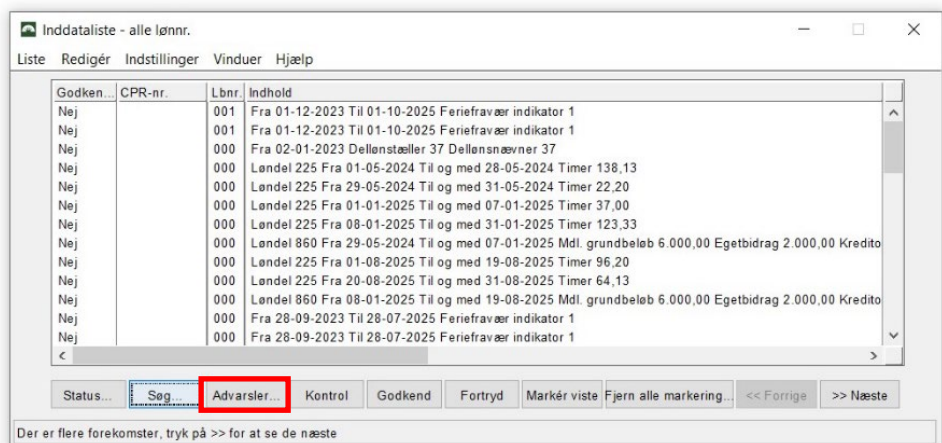 Inddataliste - alle lønnr.
Liste Redigér Indstillinger Vinduer Hjælp
Godken... CPR-nr. Lbnr. Indhold
Nej 001 Fra 01-12-2023 Til 01-10-2025 Feriefravær indikator 1
Nej 001 Fra 01-12-2023 Til 01-10-2025 Feriefravær indikator 1
Nej 000 Fra 02-01-2023 Dellønstæller 37 Dellønsnævner 37
Nej 000 Løndel 225 Fra 01-05-2024 Til og med 28-05-2024 Timer 138,13
Nej 000 Løndel 225 Fra 29-05-2024 Til og med 31-05-2024 Timer 22,20
Nej 000 Løndel 225 Fra 01-01-2025 Til og med 07-01-2025 Timer 37,00
Nej 000 Løndel 225 Fra 08-01-2025 Til og med 31-01-2025 Timer 123,33
Nej 000 Løndel 860 Fra 29-05-2024 Til og med 07-01-2025 Mdl. grundbeløb 6.000,00 Egetbidrag 2.000,00 Kredito
Nej 000 Løndel 225 Fra 01-08-2025 Til og med 19-08-2025 Timer 96,20
Nej 000 Løndel 225 Fra 20-08-2025 Til og med 31-08-2025 Timer 64,13
Nej 000 Løndel 860 Fra 08-01-2025 Til og med 19-08-2025 Mdl. grundbeløb 6.000,00 Egetbidrag 2.000,00 Kredito
Nej 000 Fra 28-09-2023 Til 28-07-2025 Feriefravær indikator 1
Nej 000 Fra 28-09-2023 Til 28-07-2025 Feriefravær indikator 1
Status... Søg... Advarsler... Kontrol Godkend Fortryd Markér viste Fjern alle markering... << Forrige >> Næste
Der er flere forekomster, tryk på >> for at se de næste